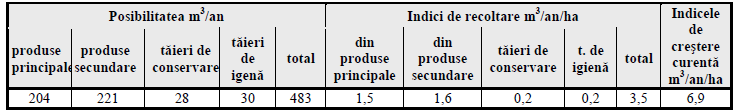 Posibilitatea m³/an Indici de recoltare m³/an/ha Indicele de creștere curentă m³/an/ha
produse principale produse secundare tăieri de conservare tăieri de igenă total din produse principale din produse secundare tăieri de conservare t. de igienă total
204 221 28 30 483 1,5 1,6 0,2 0,2 3,5 6,9